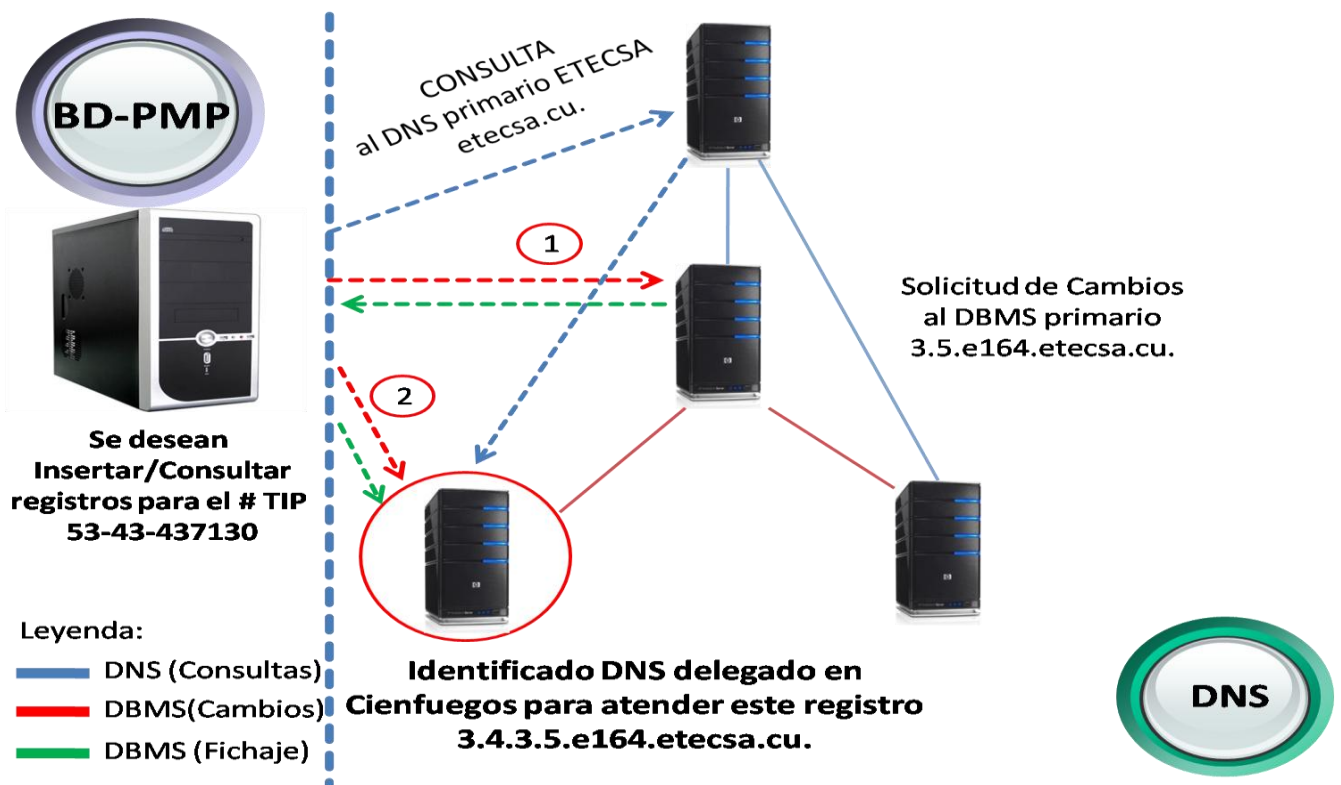 BD-PMP
CONSULTA
al DNS primario ETECSA
etecsa.cu.
1
Solicitud de Cambios
al DBMS primario
3.5.e164.etecsa.cu.
2
Se desean
Insertar/Consultar
registros para el # TIP
53-43-437130
Leyenda:
DNS (Consultas)
DBMS(Cambios)
DBMS (Fichaje)
Identificado DNS delegado en
Cienfuegos para atender este registro
3.4.3.5.e164.etecsa.cu.
DNS